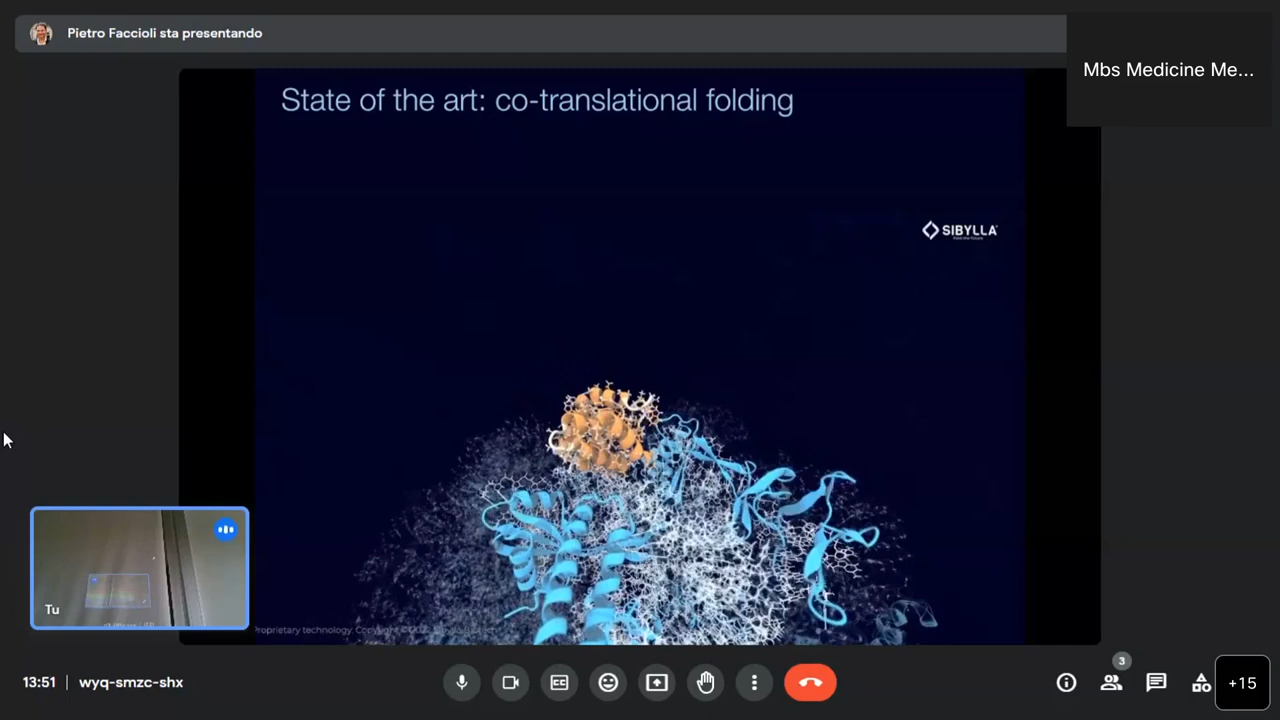 Pietro Faccioli sta presentando
Mbs Medicine Me...
State of the art: co-translational folding
SIBYLLA
Tu
Proprietary technology. Copyright ©
13:51 | wyq-smzc-shx
3
+15